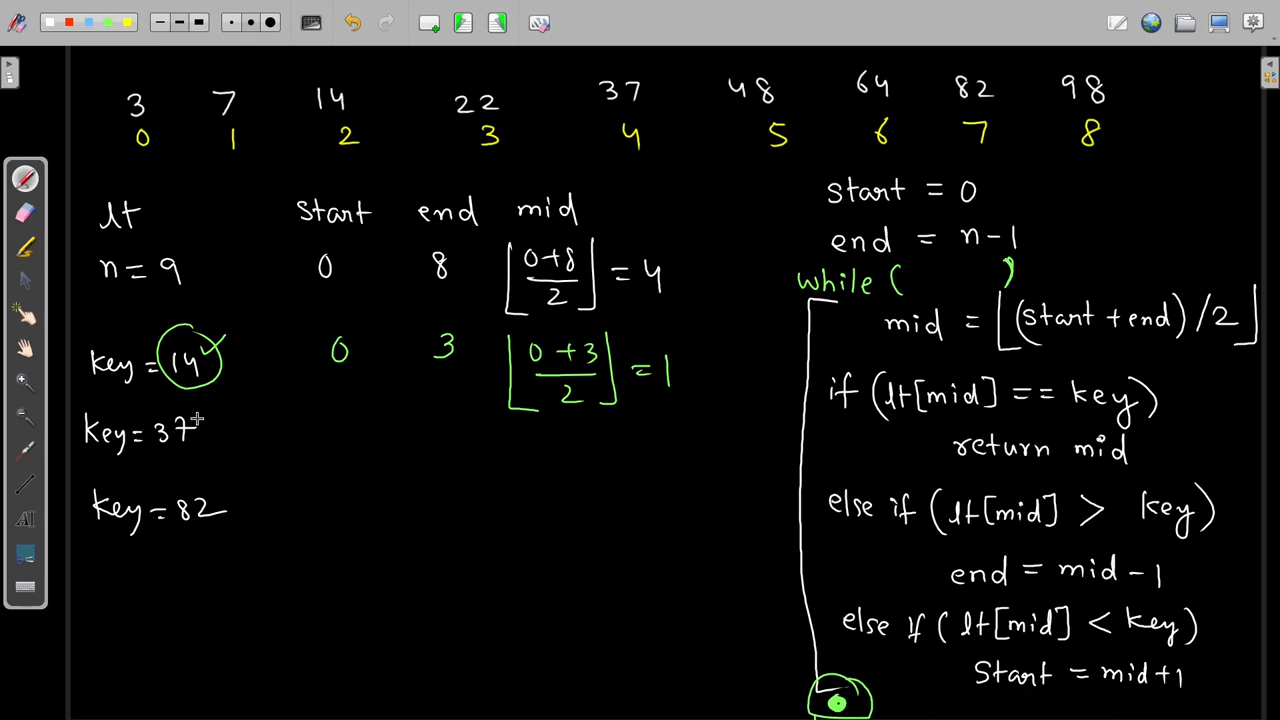 3 7 14 22 37 48 64 82 98
0 1 2 3 4 5 6 7 8
lt start end mid
n = 9 0 8 ⌊(0+8)/2⌋ = 4
key = 14 ✓ 0 3 ⌊(0+3)/2⌋ = 1
key = 37
key = 82
start = 0
end = n-1
while ( )
mid = ⌊(start + end) / 2⌋
if (lt[mid] == key)
return mid
else if (lt[mid] > key)
end = mid - 1
else if (lt[mid] < key)
start = mid + 1